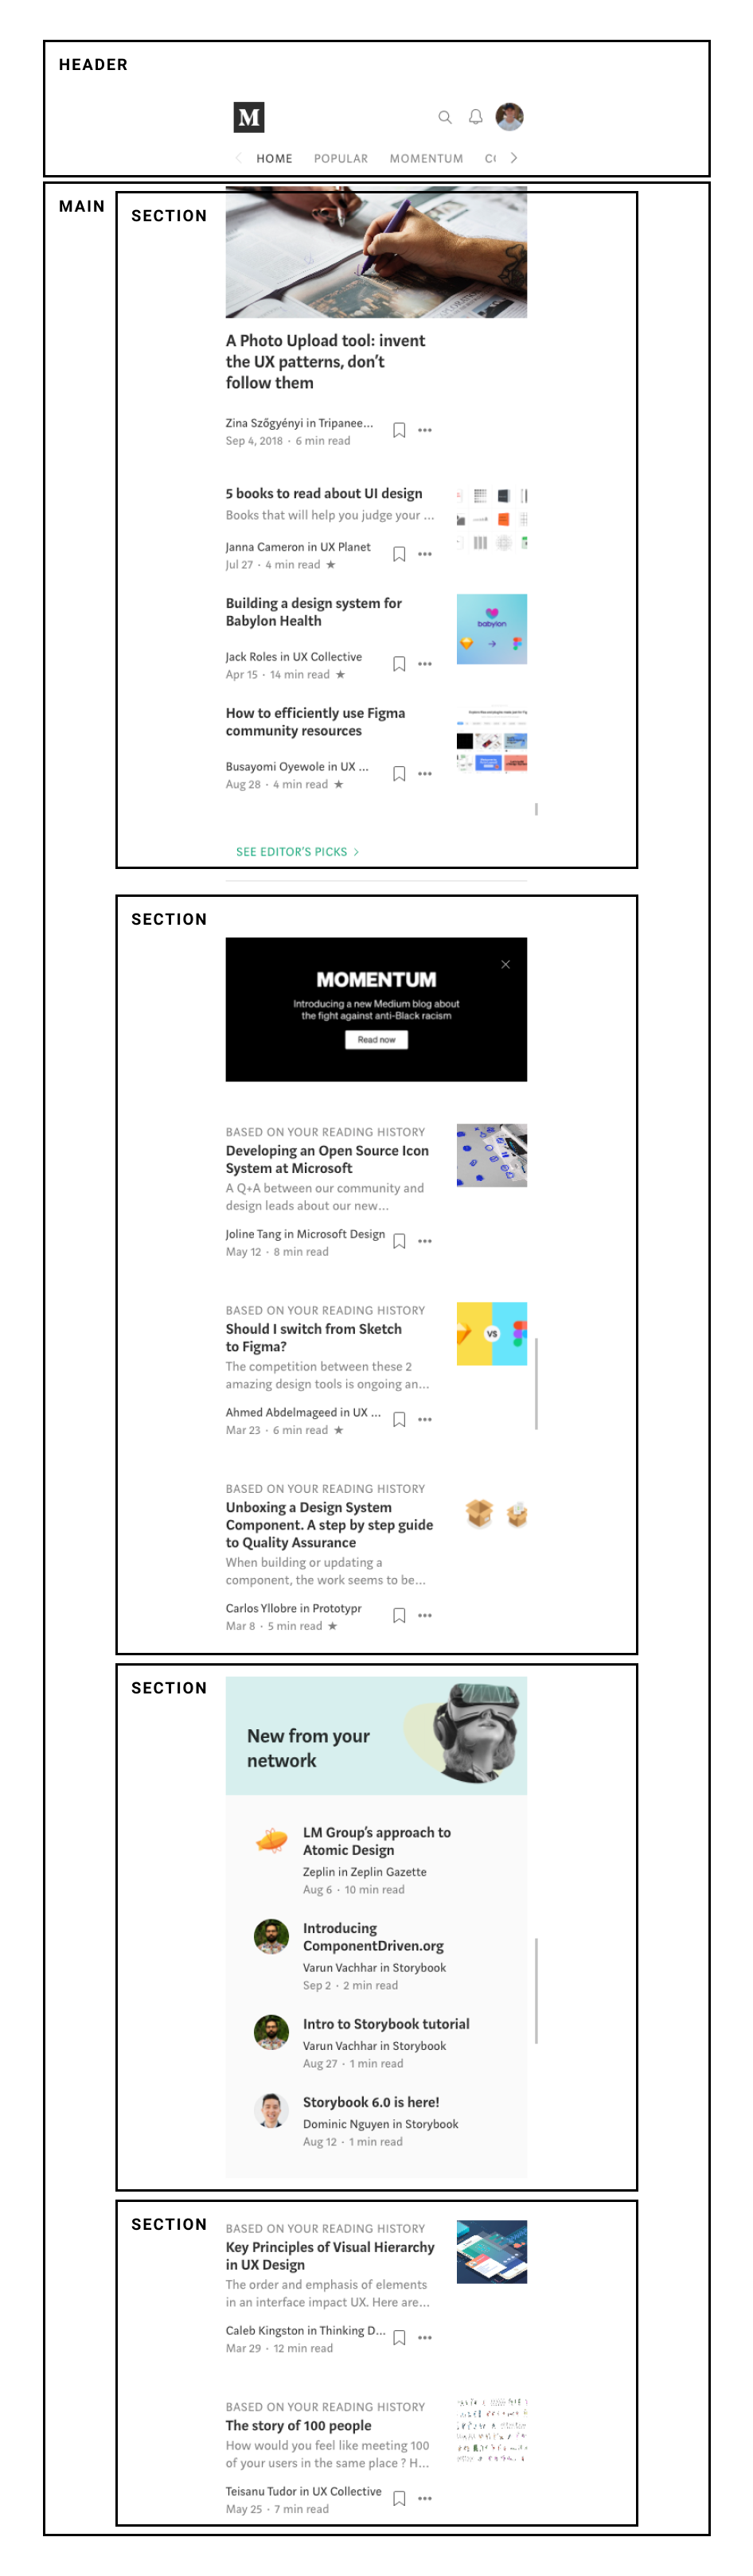 HEADER
M
HOME POPULAR MOMENTUM
MAIN
SECTION
A Photo Upload tool: invent
the UX patterns, don't
follow them
Zina Szőgyényi in Tripanee...
Sep 4, 2018 · 6 min read
5 books to read about UI design
Books that will help you judge your ...
Janna Cameron in UX Planet
Jul 27 · 4 min read ★
Building a design system for
Babylon Health
babylon
Jack Roles in UX Collective
Apr 15 · 14 min read ★
How to efficiently use Figma
community resources
Busayomi Oyewole in UX ...
Aug 28 · 4 min read ★
SEE EDITOR'S PICKS >
SECTION
MOMENTUM
Introducing a new Medium blog about
the fight against anti-Black racism
Read now
BASED ON YOUR READING HISTORY
Developing an Open Source Icon
System at Microsoft
A Q+A between our community and
design leads about our new...
Joline Tang in Microsoft Design
May 12 · 8 min read
BASED ON YOUR READING HISTORY
Should I switch from Sketch
to Figma?
VS
The competition between these 2
amazing design tools is ongoing an...
Ahmed Abdelmageed in UX ...
Mar 23 · 6 min read ★
BASED ON YOUR READING HISTORY
Unboxing a Design System
Component. A step by step guide
to Quality Assurance
When building or updating a
component, the work seems to be...
Carlos Yllobre in Prototypr
Mar 8 · 5 min read ★
SECTION
New from your
network
LM Group's approach to
Atomic Design
Zeplin in Zeplin Gazette
Aug 6 · 10 min read
Introducing
ComponentDriven.org
Varun Vachhar in Storybook
Sep 2 · 2 min read
Intro to Storybook tutorial
Varun Vachhar in Storybook
Aug 27 · 1 min read
Storybook 6.0 is here!
Dominic Nguyen in Storybook
Aug 12 · 1 min read
SECTION
BASED ON YOUR READING HISTORY
Key Principles of Visual Hierarchy
in UX Design
The order and emphasis of elements
in an interface impact UX. Here are...
Caleb Kingston in Thinking D...
Mar 29 · 12 min read
BASED ON YOUR READING HISTORY
The story of 100 people
How would you feel like meeting 100
of your users in the same place ? H...
Teisanu Tudor in UX Collective
May 25 · 7 min read